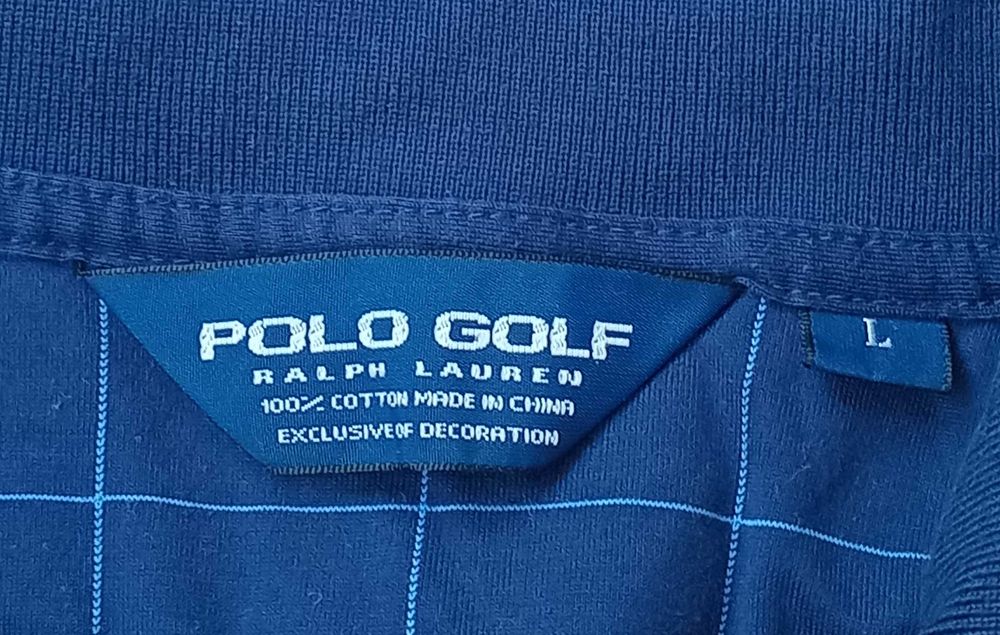 POLO GOLF
RALPH LAUREN
100% COTTON MADE IN CHINA
EXCLUSIVE OF DECORATION
L